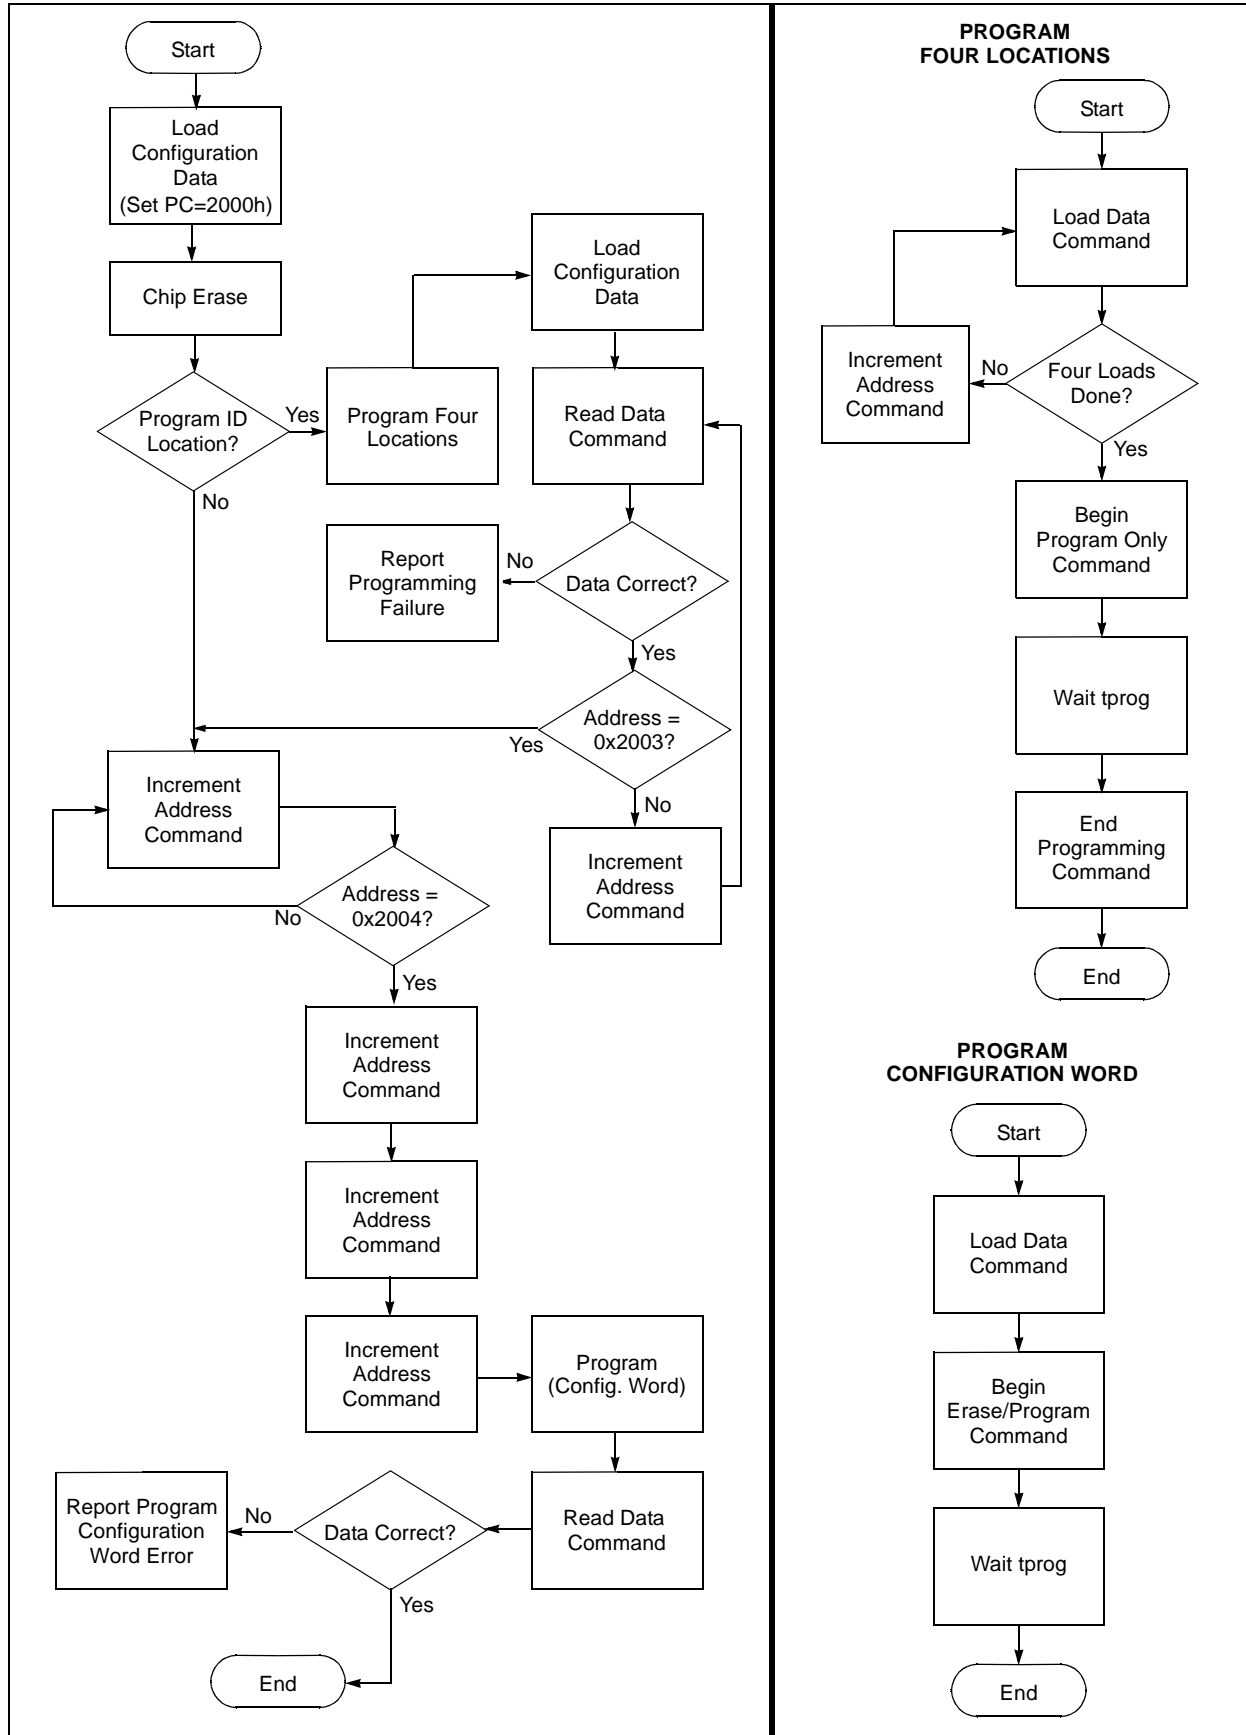 Start
Load
Configuration
Data
(Set PC=2000h)
Chip Erase
Program ID
Location?
Yes
No
Program Four
Locations
Load
Configuration
Data
Read Data
Command
Data Correct?
No
Yes
Report
Programming
Failure
Address =
0x2003?
Yes
No
Increment
Address
Command
Increment
Address
Command
Address =
0x2004?
No
Yes
Increment
Address
Command
Increment
Address
Command
Increment
Address
Command
Program
(Config. Word)
Read Data
Command
Data Correct?
No
Yes
Report Program
Configuration
Word Error
End
PROGRAM
FOUR LOCATIONS
Start
Load Data
Command
Four Loads
Done?
No
Yes
Increment
Address
Command
Begin
Program Only
Command
Wait tprog
End
Programming
Command
End
PROGRAM
CONFIGURATION WORD
Start
Load Data
Command
Begin
Erase/Program
Command
Wait tprog
End